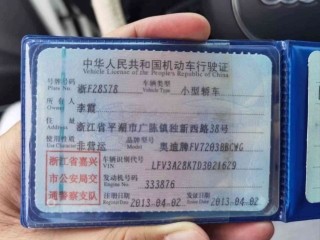 中华人民共和国机动车行驶证
Vehicle License of the People's Republic of China
号牌号码 浙FZ8S78 车辆类型 小型轿车
Plate No. Vehicle Type
所有人 李霞
Owner
住址 浙江省平湖市广陈镇独新西路38号
Address
使用性质 非营运 品牌型号 奥迪牌FV7203BBCWG
Use Character Model
浙江省嘉兴 车辆识别代号 LFV3A28K7D3021629
市公安局交 VIN
通警察支队 发动机号码 333876
Engine No.
注册日期 2013-04-02 发证日期 2013-04-02
Register Date Issue Date